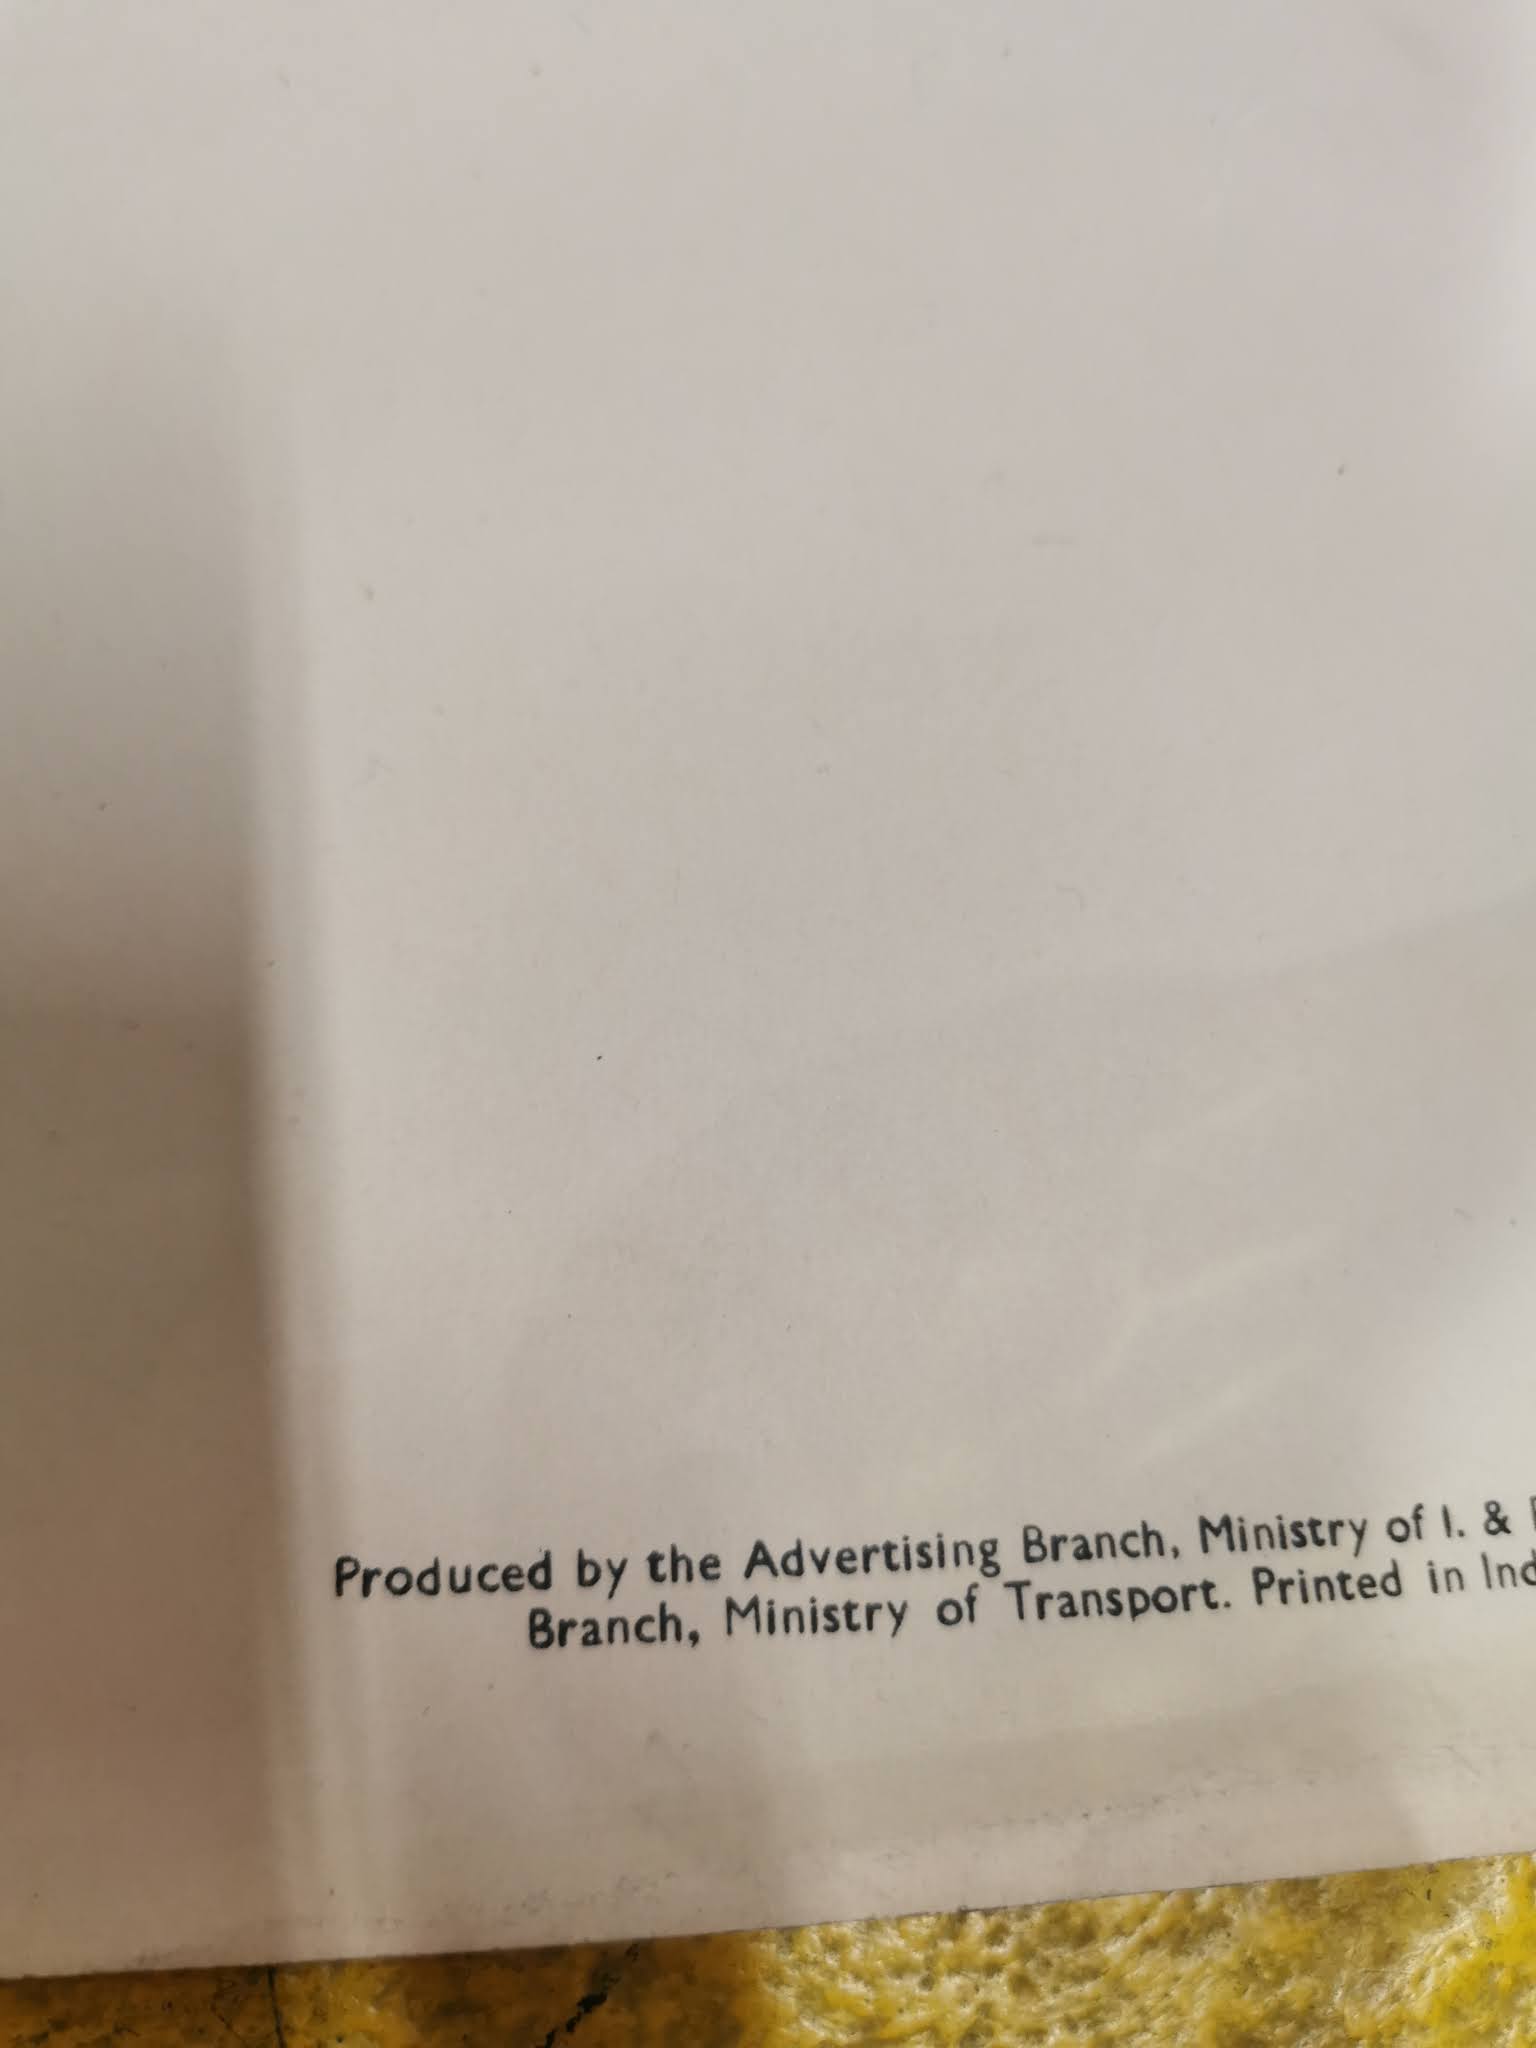 Produced by the Advertising Branch, Ministry of I. &
Branch, Ministry of Transport. Printed in